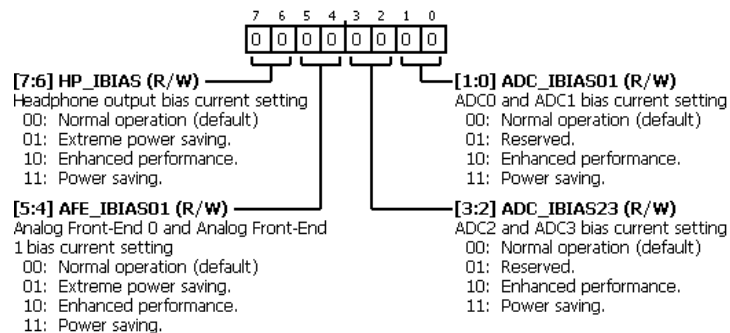 7 6 5 4 3 2 1 0
0 0 0 0 0 0 0 0
[7:6] HP_IBIAS (R/W)
Headphone output bias current setting
00: Normal operation (default)
01: Extreme power saving.
10: Enhanced performance.
11: Power saving.
[5:4] AFE_IBIAS01 (R/W)
Analog Front-End 0 and Analog Front-End
1 bias current setting
00: Normal operation (default)
01: Extreme power saving.
10: Enhanced performance.
11: Power saving.
[1:0] ADC_IBIAS01 (R/W)
ADC0 and ADC1 bias current setting
00: Normal operation (default)
01: Reserved.
10: Enhanced performance.
11: Power saving.
[3:2] ADC_IBIAS23 (R/W)
ADC2 and ADC3 bias current setting
00: Normal operation (default)
01: Reserved.
10: Enhanced performance.
11: Power saving.